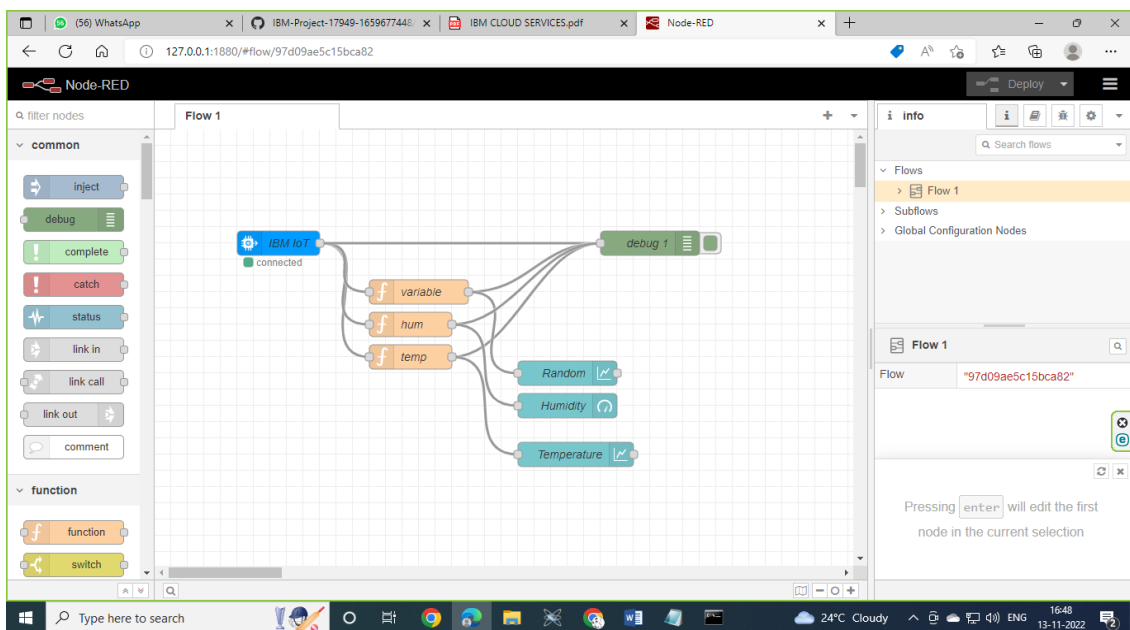 (56) WhatsApp
IBM-Project-17949-1659677448
IBM CLOUD SERVICES.pdf
Node-RED
127.0.0.1:1880/#flow/97d09ae5c15bca82
Node-RED
Deploy
filter nodes
Flow 1
i info
i
Search flows
common
Flows
Flow 1
Subflows
Global Configuration Nodes
inject
debug
complete
catch
status
link in
link call
link out
comment
function
function
switch
IBM IoT
connected
debug 1
variable
hum
temp
Random
Humidity
Temperature
Flow 1
Flow
"97d09ae5c15bca82"
Pressing enter will edit the first
node in the current selection
Type here to search
24°C Cloudy
ENG
16:48
13-11-2022